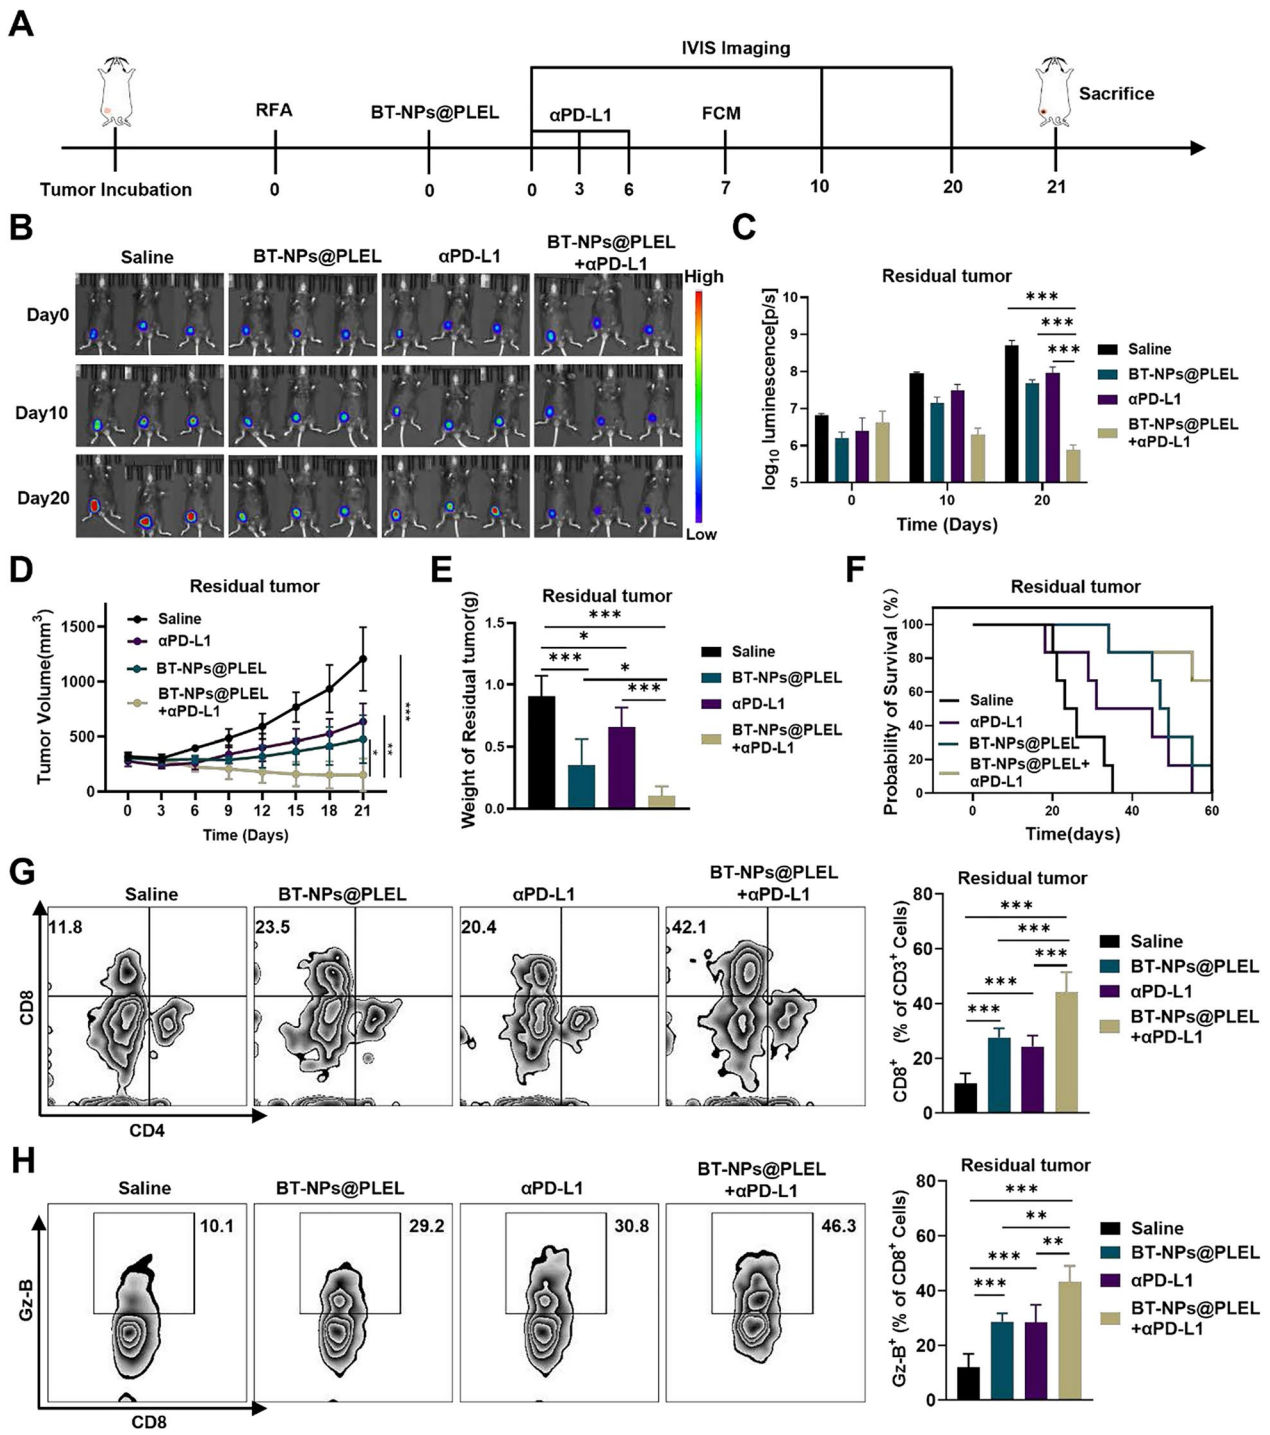 A
IVIS Imaging
RFA
BT-NPs@PLEL
αPD-L1
FCM
Sacrifice
Tumor Incubation
0
0
0
3
6
7
10
20
21
B
Saline
BT-NPs@PLEL
αPD-L1
BT-NPs@PLEL
+αPD-L1
High
Day0
Day10
Day20
Low
C
Residual tumor
log10 luminescence[p/s]
10
9
8
7
6
5
***
***
***
0
10
20
Time (Days)
Saline
BT-NPs@PLEL
αPD-L1
BT-NPs@PLEL
+αPD-L1
D
Residual tumor
Tumor Volume(mm3)
1500
1000
500
0
Saline
αPD-L1
BT-NPs@PLEL
BT-NPs@PLEL
+αPD-L1
*
**
***
0
3
6
9
12
15
18
21
Time (Days)
E
Residual tumor
Weight of Residual tumor(g)
1.5
1.0
0.5
0.0
***
*
***
*
***
Saline
BT-NPs@PLEL
αPD-L1
BT-NPs@PLEL
+αPD-L1
F
Residual tumor
Probability of Survival (%)
100
80
60
40
20
0
Saline
αPD-L1
BT-NPs@PLEL
BT-NPs@PLEL+
αPD-L1
0
20
40
60
Time(days)
G
Saline
BT-NPs@PLEL
αPD-L1
BT-NPs@PLEL
+αPD-L1
11.8
23.5
20.4
42.1
CD8
CD4
Residual tumor
CD8+ (% of CD3+ Cells)
80
60
40
20
0
***
***
***
***
***
Saline
BT-NPs@PLEL
αPD-L1
BT-NPs@PLEL
+αPD-L1
H
Saline
BT-NPs@PLEL
αPD-L1
BT-NPs@PLEL
+αPD-L1
10.1
29.2
30.8
46.3
Gz-B
CD8
Residual tumor
Gz-B+ (% of CD8+ Cells)
80
60
40
20
0
***
**
***
**
***
Saline
BT-NPs@PLEL
αPD-L1
BT-NPs@PLEL
+αPD-L1